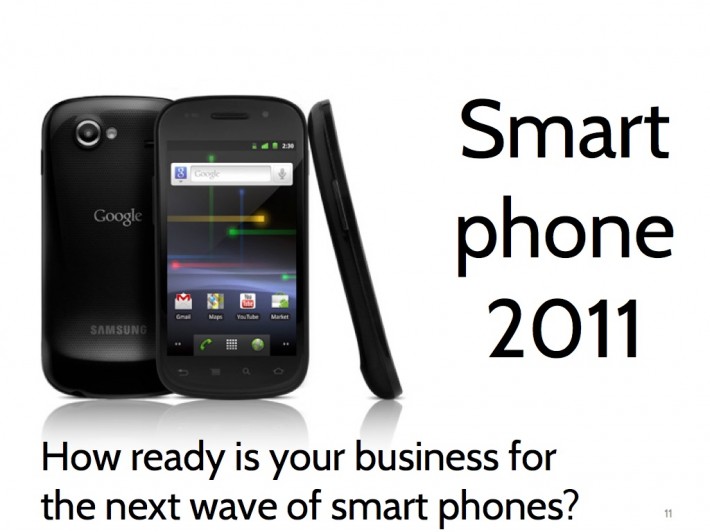 Smart
phone
2011
Google
SAMSUNG
2:30
Google
Gmail
Maps
YouTube
Market
How ready is your business for
the next wave of smart phones?
11